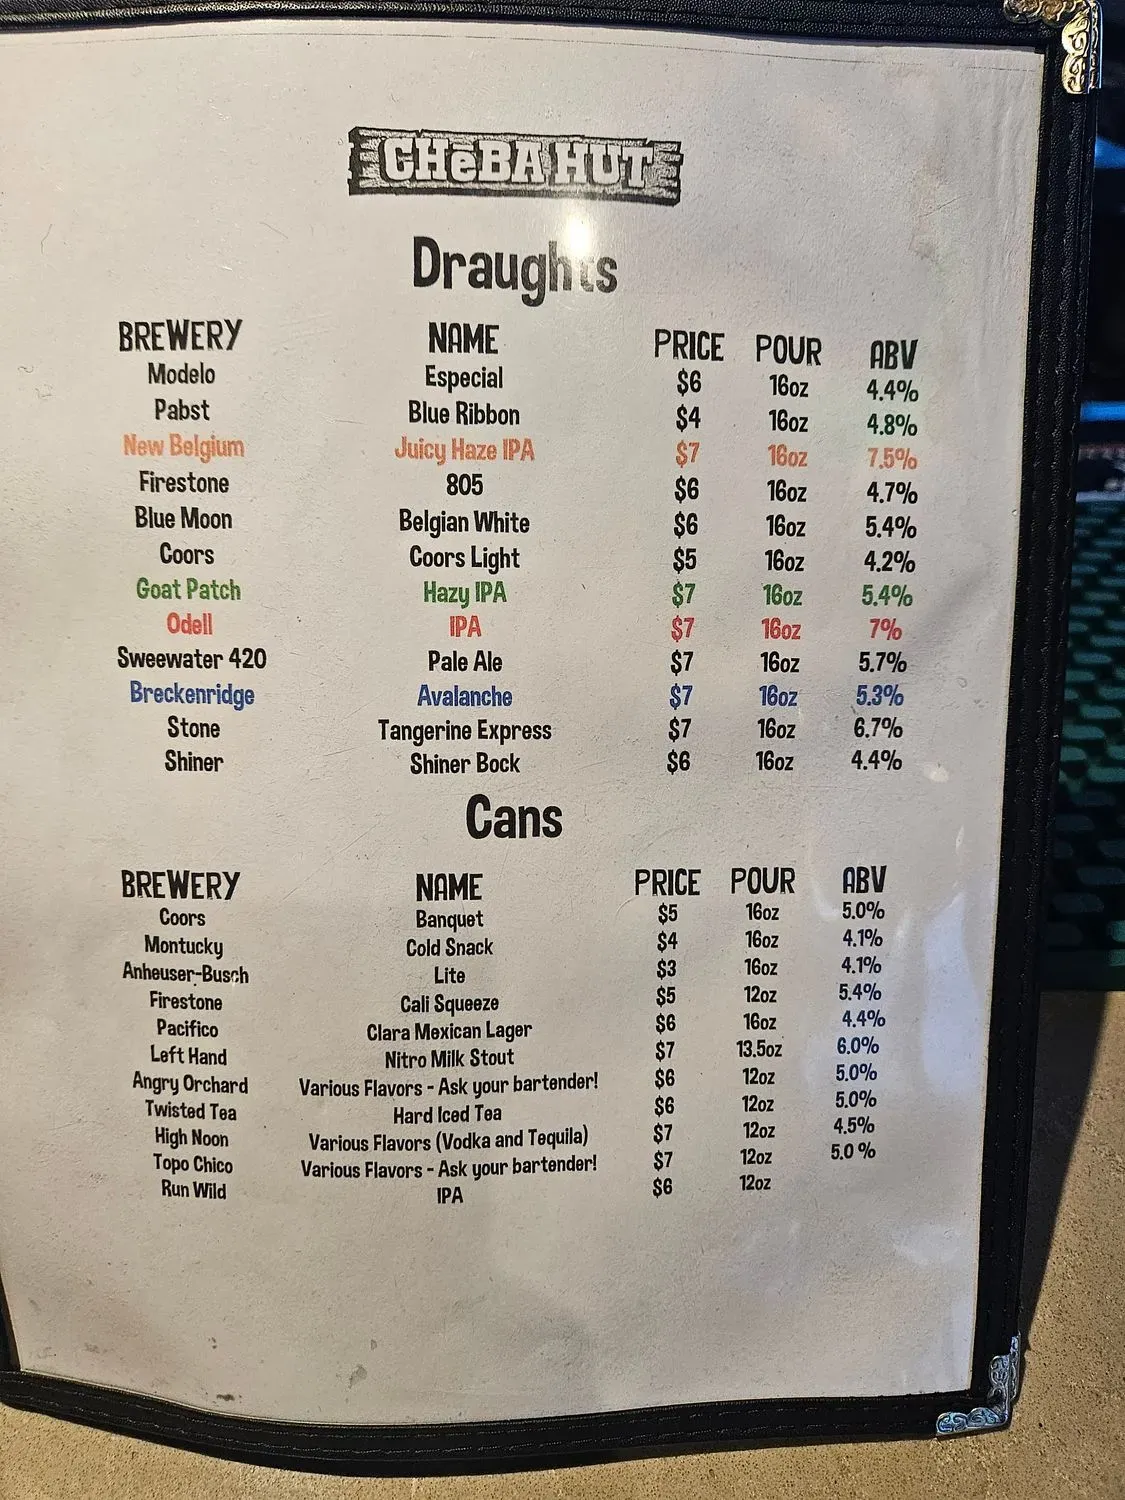 CHēBA HUT
Draughts
BREWERY NAME PRICE POUR ABV
Modelo Especial $6 16oz 4.4%
Pabst Blue Ribbon $4 16oz 4.8%
New Belgium Juicy Haze IPA $7 16oz 7.5%
Firestone 805 $6 16oz 4.7%
Blue Moon Belgian White $6 16oz 5.4%
Coors Coors Light $5 16oz 4.2%
Goat Patch Hazy IPA $7 16oz 5.4%
Odell IPA $7 16oz 7%
Sweewater 420 Pale Ale $7 16oz 5.7%
Breckenridge Avalanche $7 16oz 5.3%
Stone Tangerine Express $7 16oz 6.7%
Shiner Shiner Bock $6 16oz 4.4%
Cans
BREWERY NAME PRICE POUR ABV
Coors Banquet $5 16oz 5.0%
Montucky Cold Snack $4 16oz 4.1%
Anheuser-Busch Lite $3 16oz 4.1%
Firestone Cali Squeeze $5 12oz 5.4%
Pacifico Clara Mexican Lager $6 16oz 4.4%
Left Hand Nitro Milk Stout $7 13.5oz 6.0%
Angry Orchard Various Flavors - Ask your bartender! $6 12oz 5.0%
Twisted Tea Hard Iced Tea $6 12oz 5.0%
High Noon Various Flavors (Vodka and Tequila) $7 12oz 4.5%
Topo Chico Various Flavors - Ask your bartender! $7 12oz 5.0 %
Run Wild IPA $6 12oz